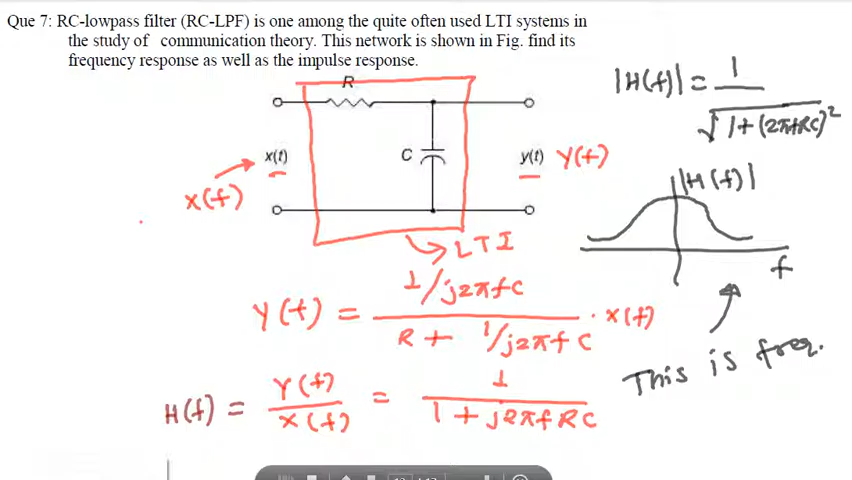 Que 7: RC-lowpass filter (RC-LPF) is one among the quite often used LTI systems in
the study of communication theory. This network is shown in Fig. find its
frequency response as well as the impulse response.
R
|H(f)| = 1 / √1+(2πfRC)²
x(t)
C
y(t) Y(f)
X(f)
|H(f)|
f
LTI
Y(f) = (1/j2πfC) / (R + 1/j2πfC) · X(f)
This is freq.
H(f) = Y(f) / X(f) = 1 / (1 + j2πfRC)